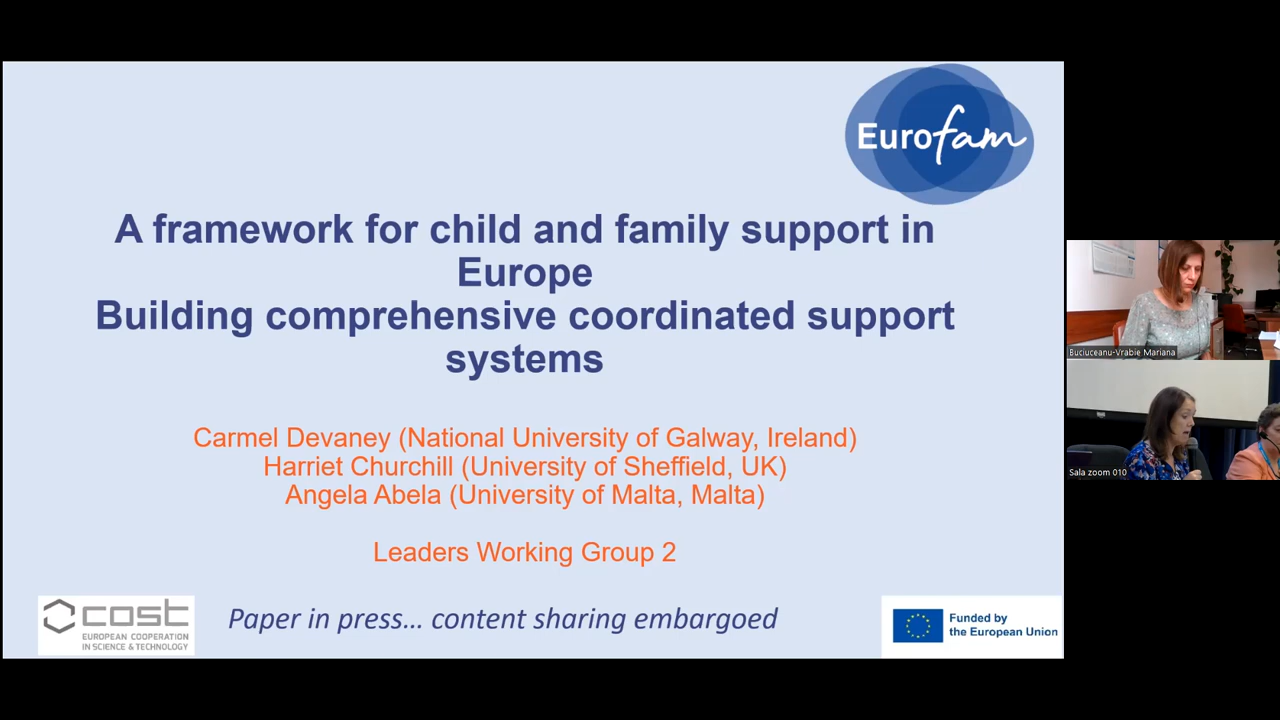 Eurofam
A framework for child and family support in
Europe
Building comprehensive coordinated support
systems
Carmel Devaney (National University of Galway, Ireland)
Harriet Churchill (University of Sheffield, UK)
Angela Abela (University of Malta, Malta)
Leaders Working Group 2
cost
EUROPEAN COOPERATION
IN SCIENCE & TECHNOLOGY
Paper in press... content sharing embargoed
Funded by
the European Union
Buciuceanu-Vrabie Mariana
Sala zoom 010